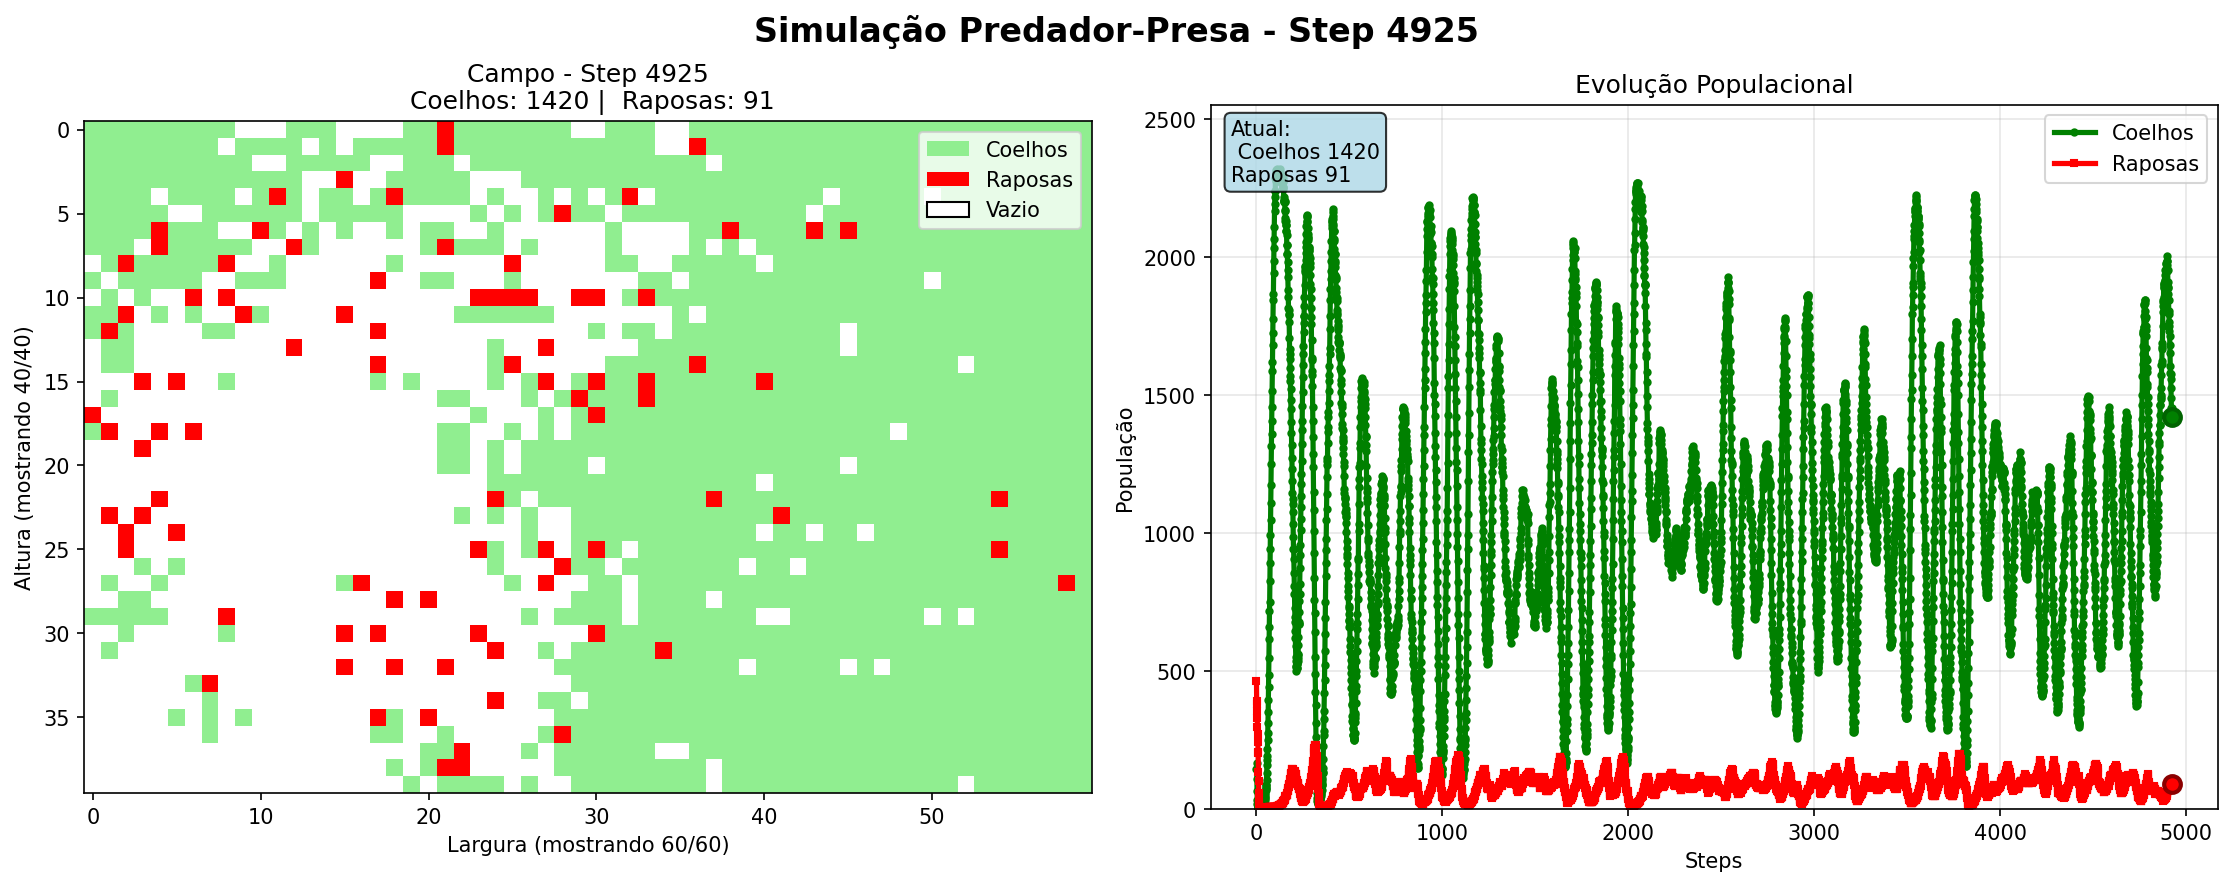 Simulação Predador-Presa - Step 4925
Campo - Step 4925
Coelhos: 1420 |  Raposas: 91
Coelhos
Raposas
Vazio
0
5
10
15
20
25
30
35
Altura (mostrando 40/40)
0
10
20
30
40
50
Largura (mostrando 60/60)
Evolução Populacional
Atual:
Coelhos 1420
Raposas 91
Coelhos
Raposas
2500
2000
1500
1000
500
0
População
0
1000
2000
3000
4000
5000
Steps